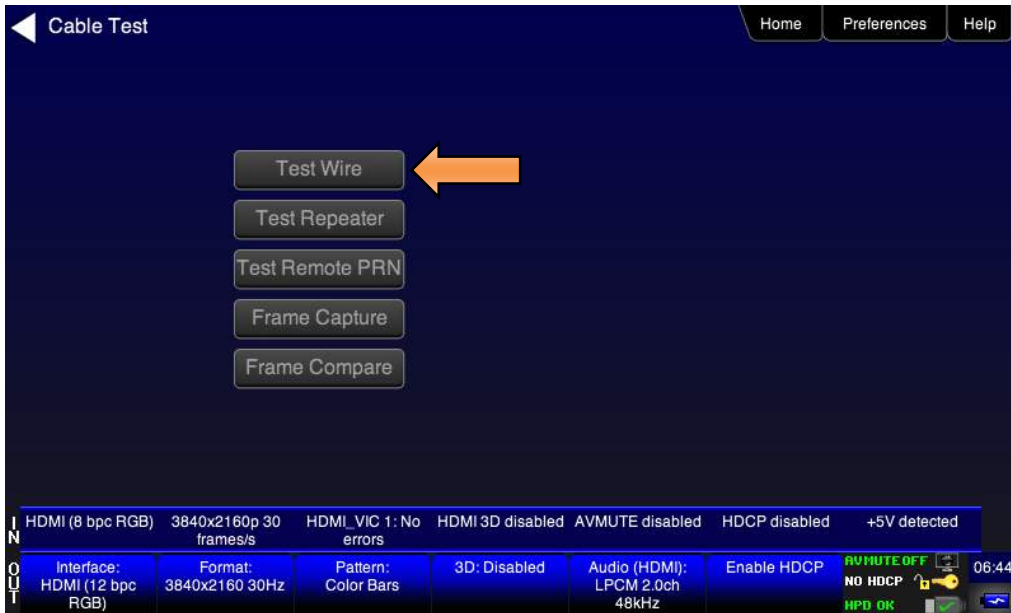 Cable Test
Home
Preferences
Help
Test Wire
Test Repeater
Test Remote PRN
Frame Capture
Frame Compare
IN
HDMI (8 bpc RGB)
3840x2160p 30
frames/s
HDMI_VIC 1: No
errors
HDMI 3D disabled
AVMUTE disabled
HDCP disabled
+5V detected
OUT
Interface:
HDMI (12 bpc
RGB)
Format:
3840x2160 30Hz
Pattern:
Color Bars
3D: Disabled
Audio (HDMI):
LPCM 2.0ch
48kHz
Enable HDCP
AVMUTE OFF
NO HDCP
HPD OK
06:44